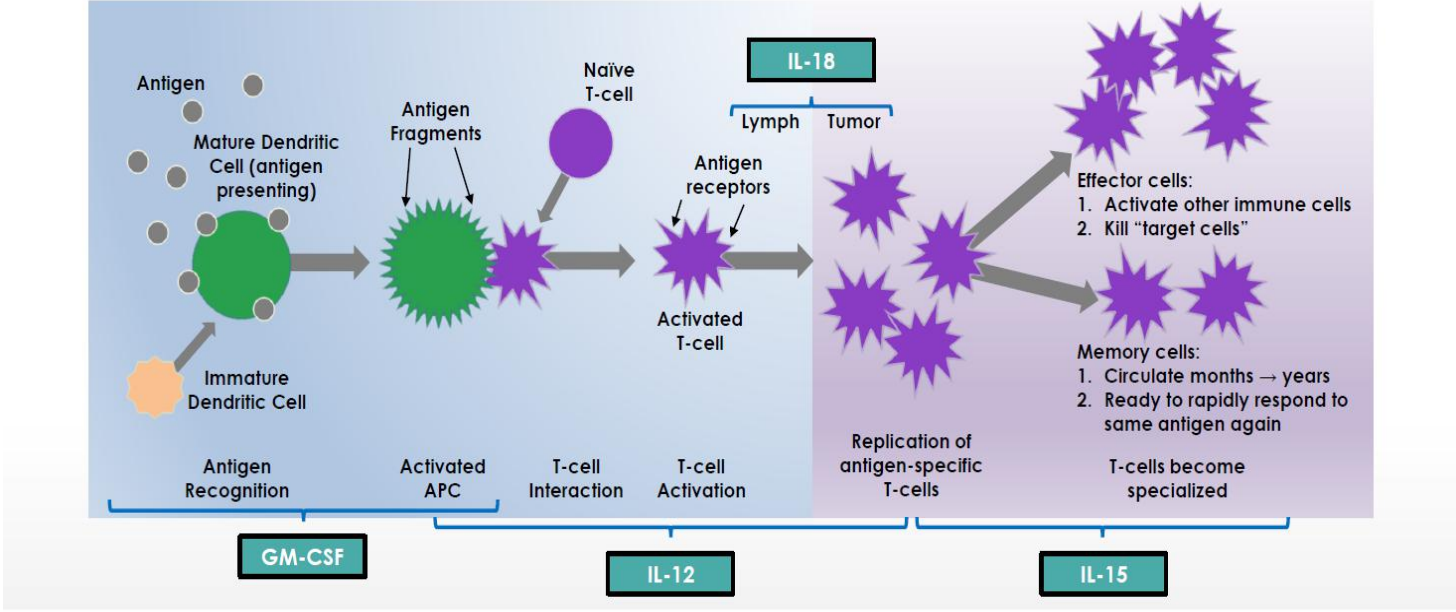 Antigen
Mature Dendritic
Cell (antigen
presenting)
Immature
Dendritic Cell
Antigen
Fragments
Naïve
T-cell
Antigen
receptors
Activated
T-cell
IL-18
Lymph Tumor
Effector cells:
1. Activate other immune cells
2. Kill “target cells”
Memory cells:
1. Circulate months → years
2. Ready to rapidly respond to
same antigen again
Antigen
Recognition
Activated
APC
T-cell
Interaction
T-cell
Activation
Replication of
antigen-specific
T-cells
T-cells become
specialized
GM-CSF
IL-12
IL-15